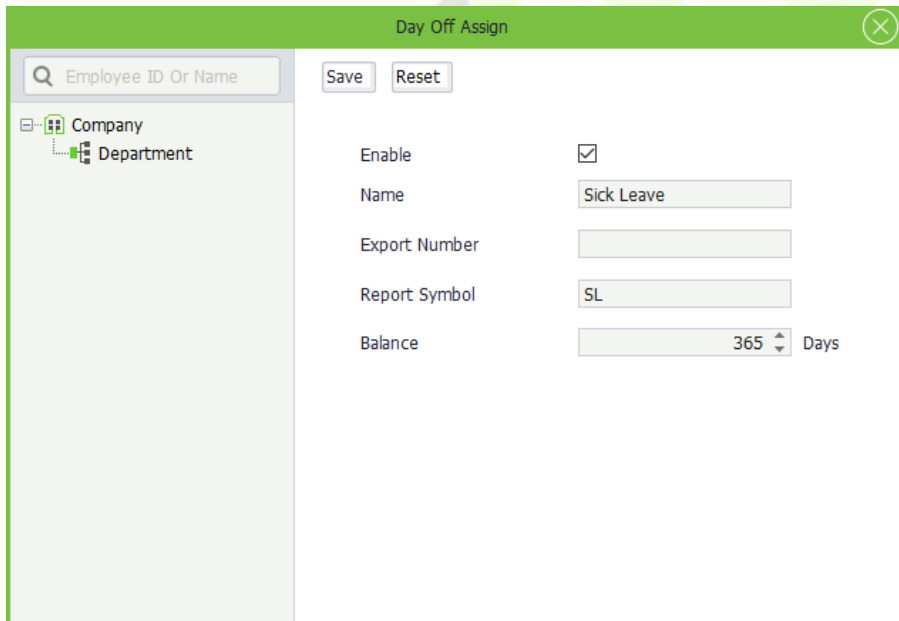 Day Off Assign
Employee ID Or Name
Save Reset
Company
Department
Enable
Name Sick Leave
Export Number
Report Symbol SL
Balance 365 Days